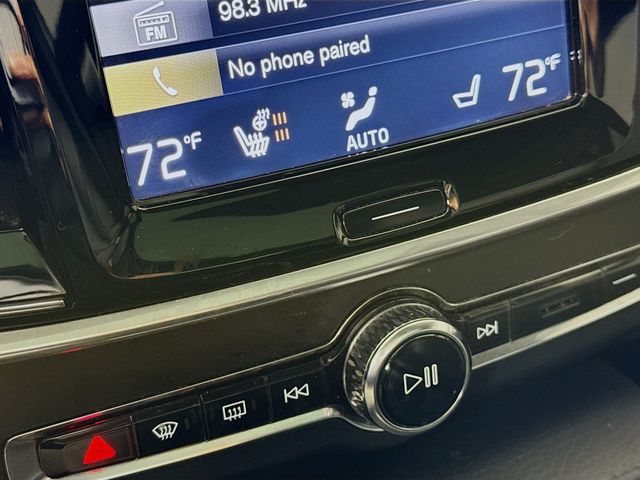 98.3 MHz
FM
No phone paired
72°F
AUTO
72°F